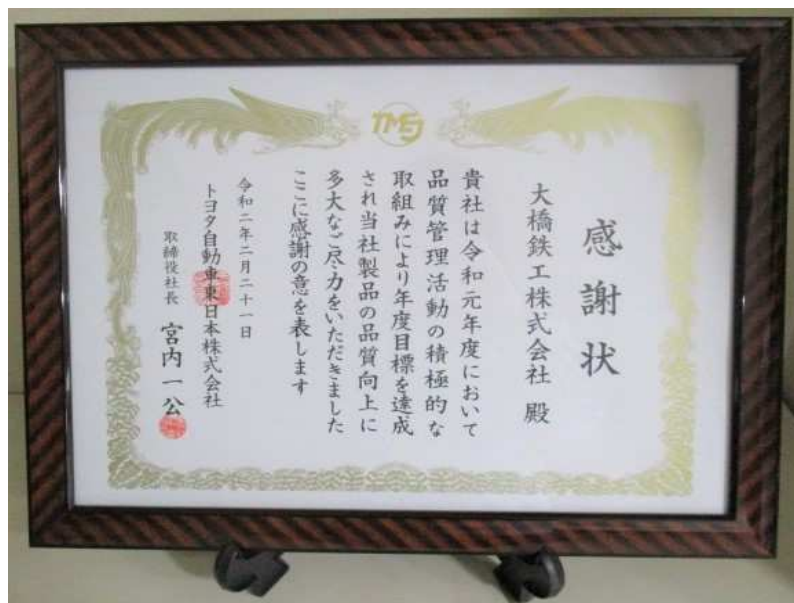 TMEJ
感謝状
大橋鉄工株式会社 殿
貴社は令和元年度において
品質管理活動の積極的な
取組みにより年度目標を達成
され当社製品の品質向上に
多大なご尽力をいただきました
ここに感謝の意を表します
令和二年二月二十一日
トヨタ自動車東日本株式会社
取締役社長 宮内一公